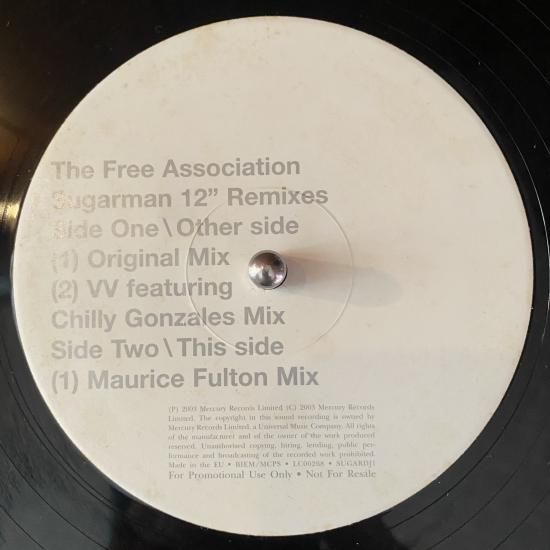 The Free Association
Sugarman 12” Remixes
Side One \ Other side
(1) Original Mix
(2) VV featuring
Chilly Gonzales Mix
Side Two \ This side
(1) Maurice Fulton Mix
(P) 2003 Mercury Records Limited (C) 2003 Mercury Records
Limited. The copyright in this sound recording is owned by
Mercury Records Limited, a Universal Music Company. All rights
of the manufacturer and of the owner of the work produced
reserved. Unauthorised copying, hiring, lending, public per-
formance and broadcasting of the recorded work prohibited.
Made in the EU • BIEM/MCPS • LC00268 • SUGARDJ1
For Promotional Use Only • Not For Resale